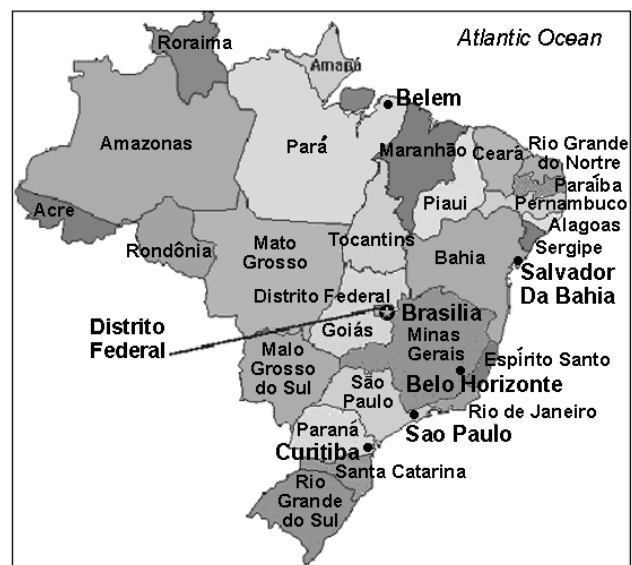 Roraima
Atlantic Ocean
Amapá
Belem
Amazonas
Pará
Maranhão
Ceará
Rio Grande
do Nortre
Paraíba
Pernambuco
Alagoas
Sergipe
Piaui
Acre
Rondônia
Mato
Grosso
Tocantins
Bahia
Salvador
Da Bahia
Distrito Federal
Distrito
Federal
Brasilia
Goiás
Minas
Gerais
Malo
Grosso
do Sul
Espírito Santo
Belo Horizonte
São
Paulo
Rio de Janeiro
Sao Paulo
Paraná
Curitiba
Santa Catarina
Rio
Grande
do Sul